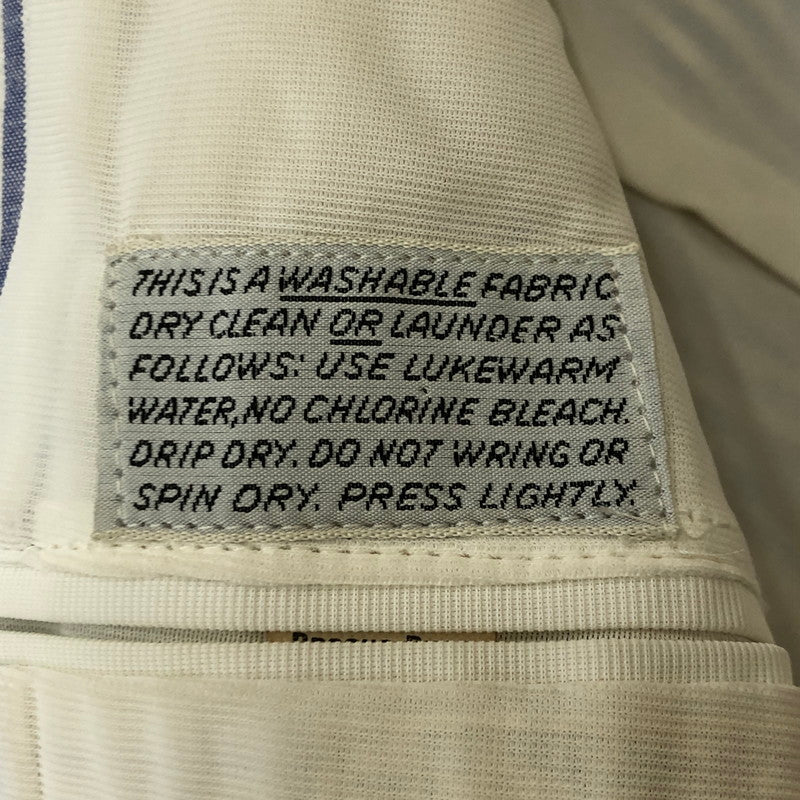 THIS IS A WASHABLE FABRIC
DRY CLEAN OR LAUNDER AS
FOLLOWS: USE LUKEWARM
WATER, NO CHLORINE BLEACH.
DRIP DRY. DO NOT WRING OR
SPIN DRY. PRESS LIGHTLY.